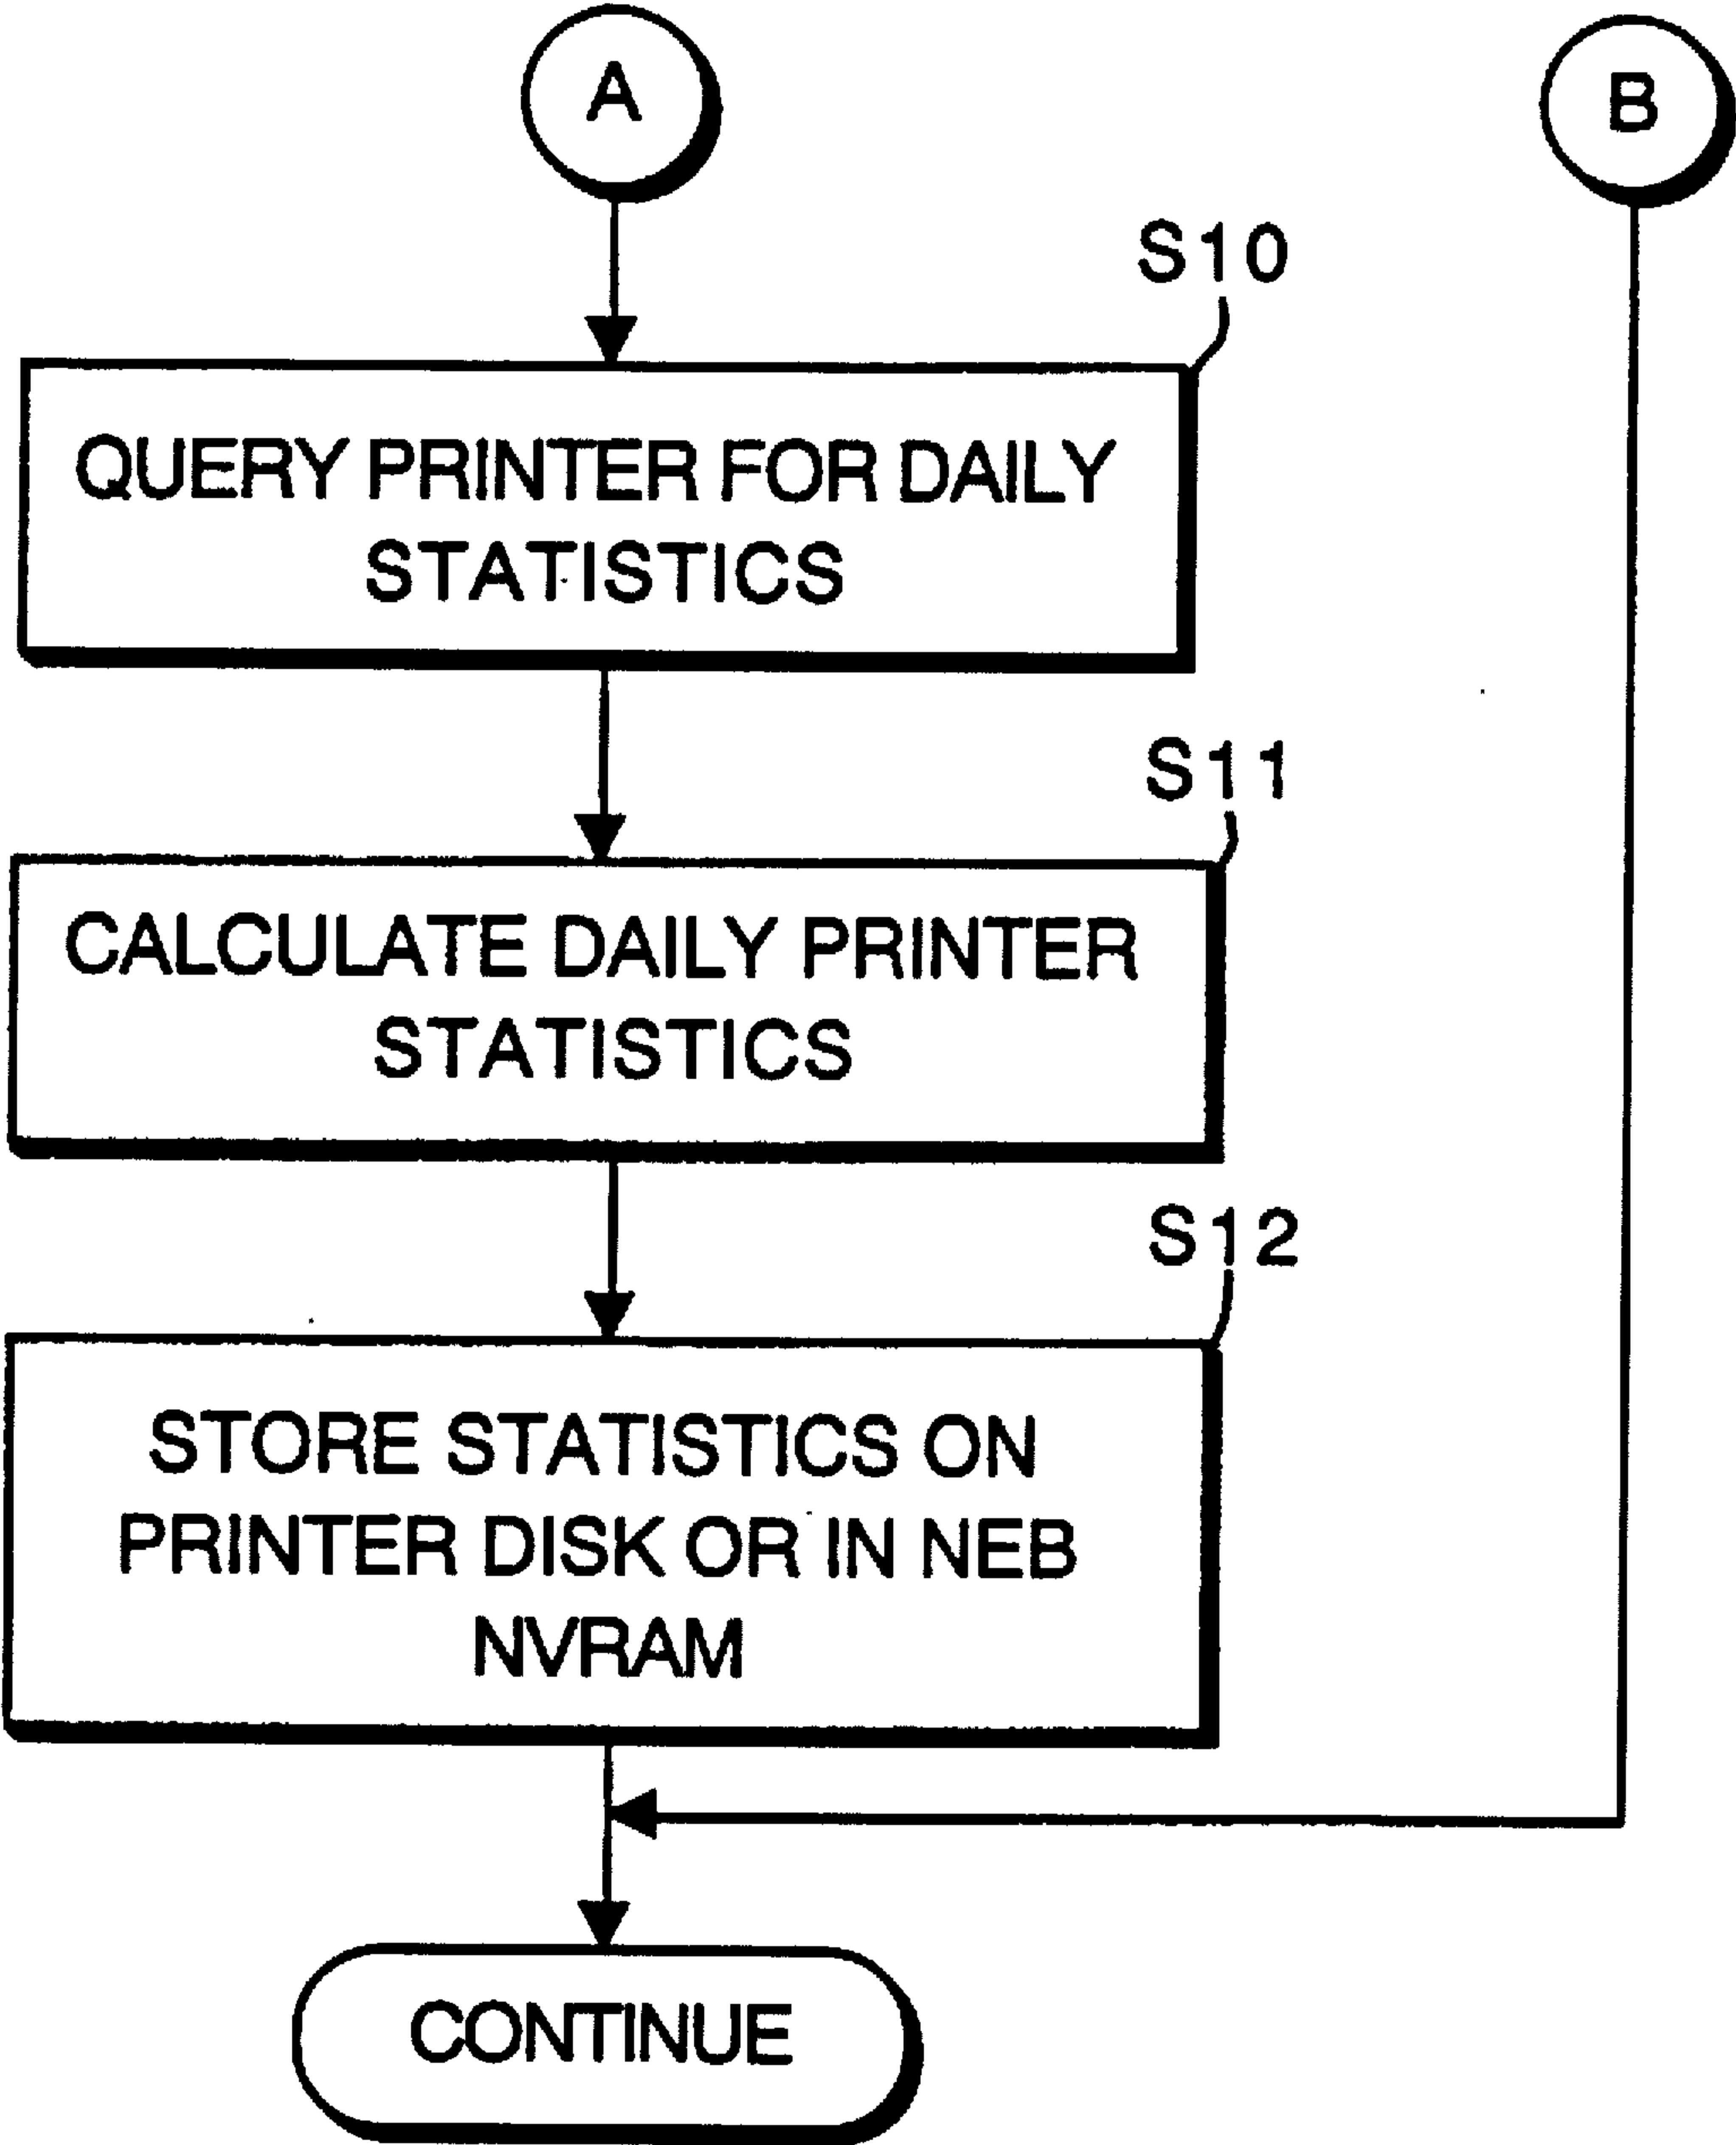 A
B
S10
QUERY PRINTER FOR DAILY
STATISTICS
S11
CALCULATE DAILY PRINTER
STATISTICS
S12
STORE STATISTICS ON
PRINTER DISK OR IN NEB
NVRAM
CONTINUE